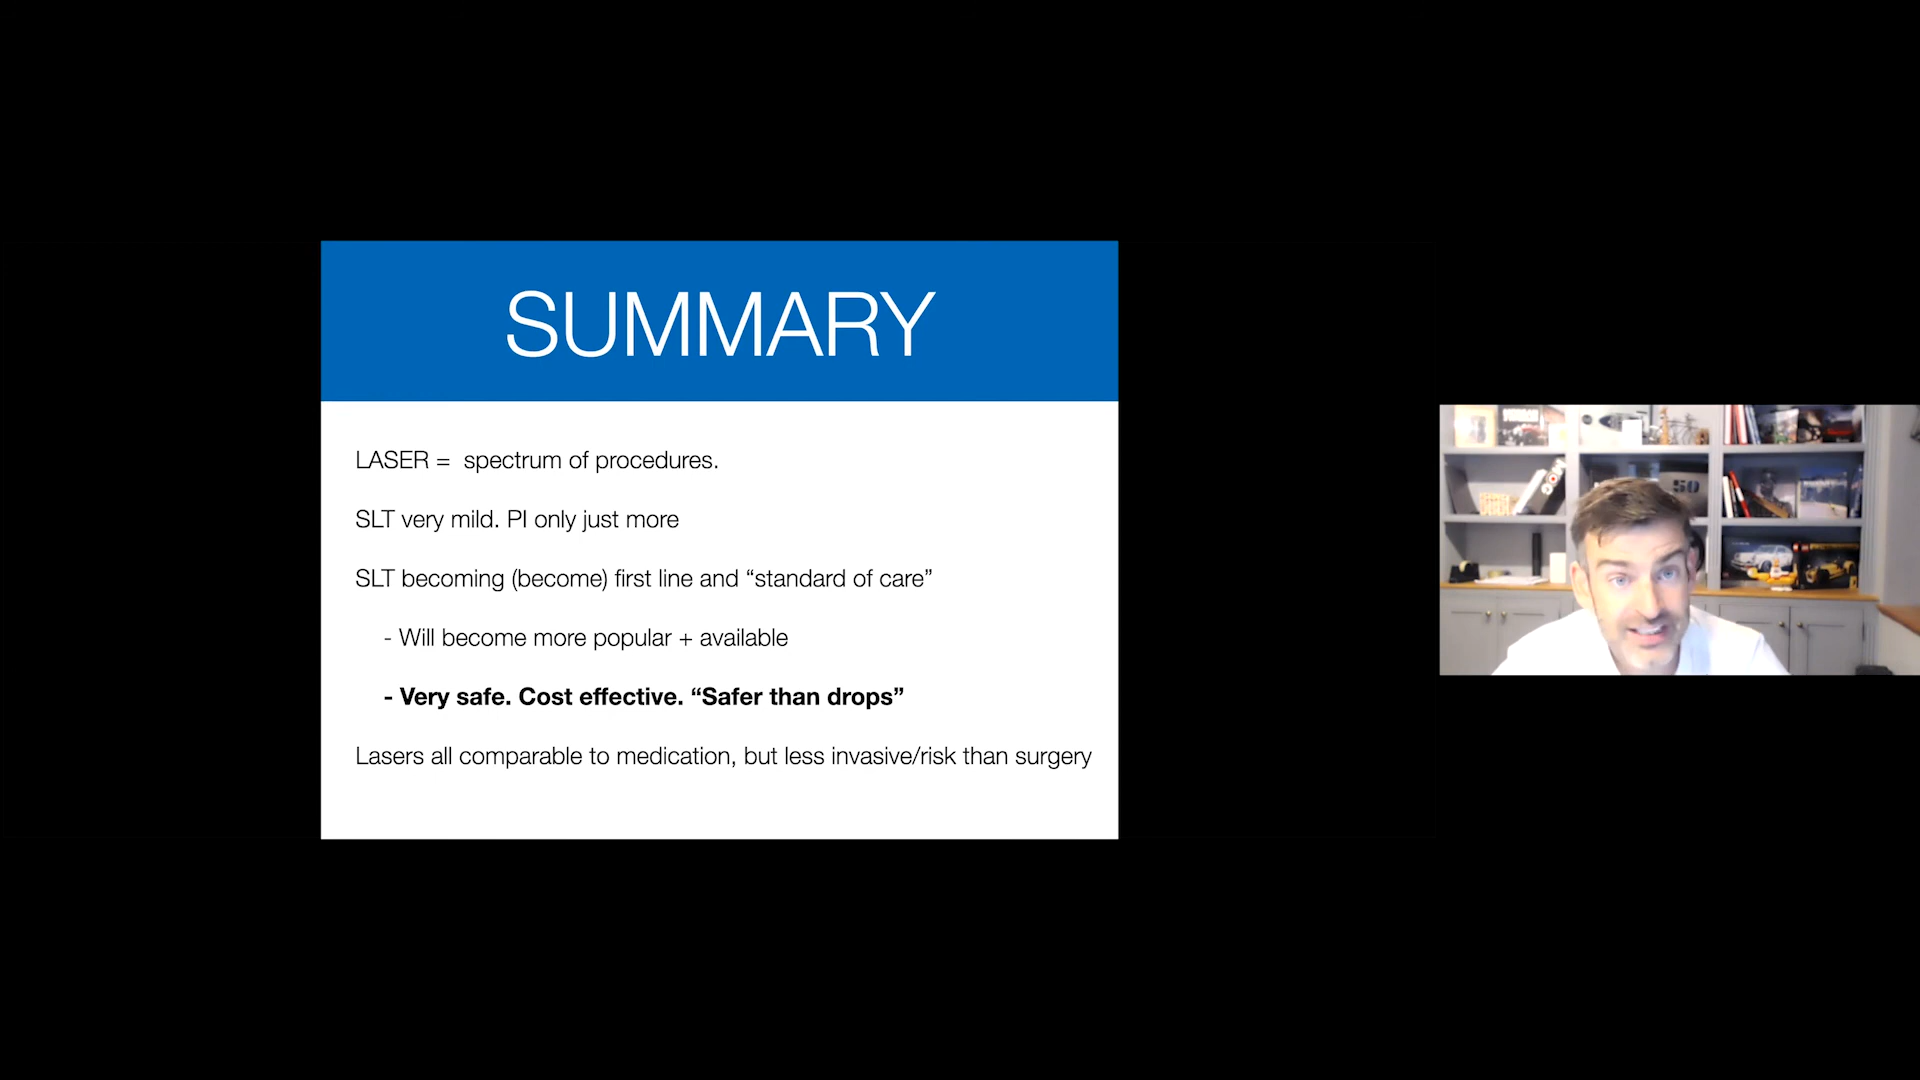 SUMMARY
LASER = spectrum of procedures.
SLT very mild. PI only just more
SLT becoming (become) first line and “standard of care”
- Will become more popular + available
- Very safe. Cost effective. “Safer than drops”
Lasers all comparable to medication, but less invasive/risk than surgery
50